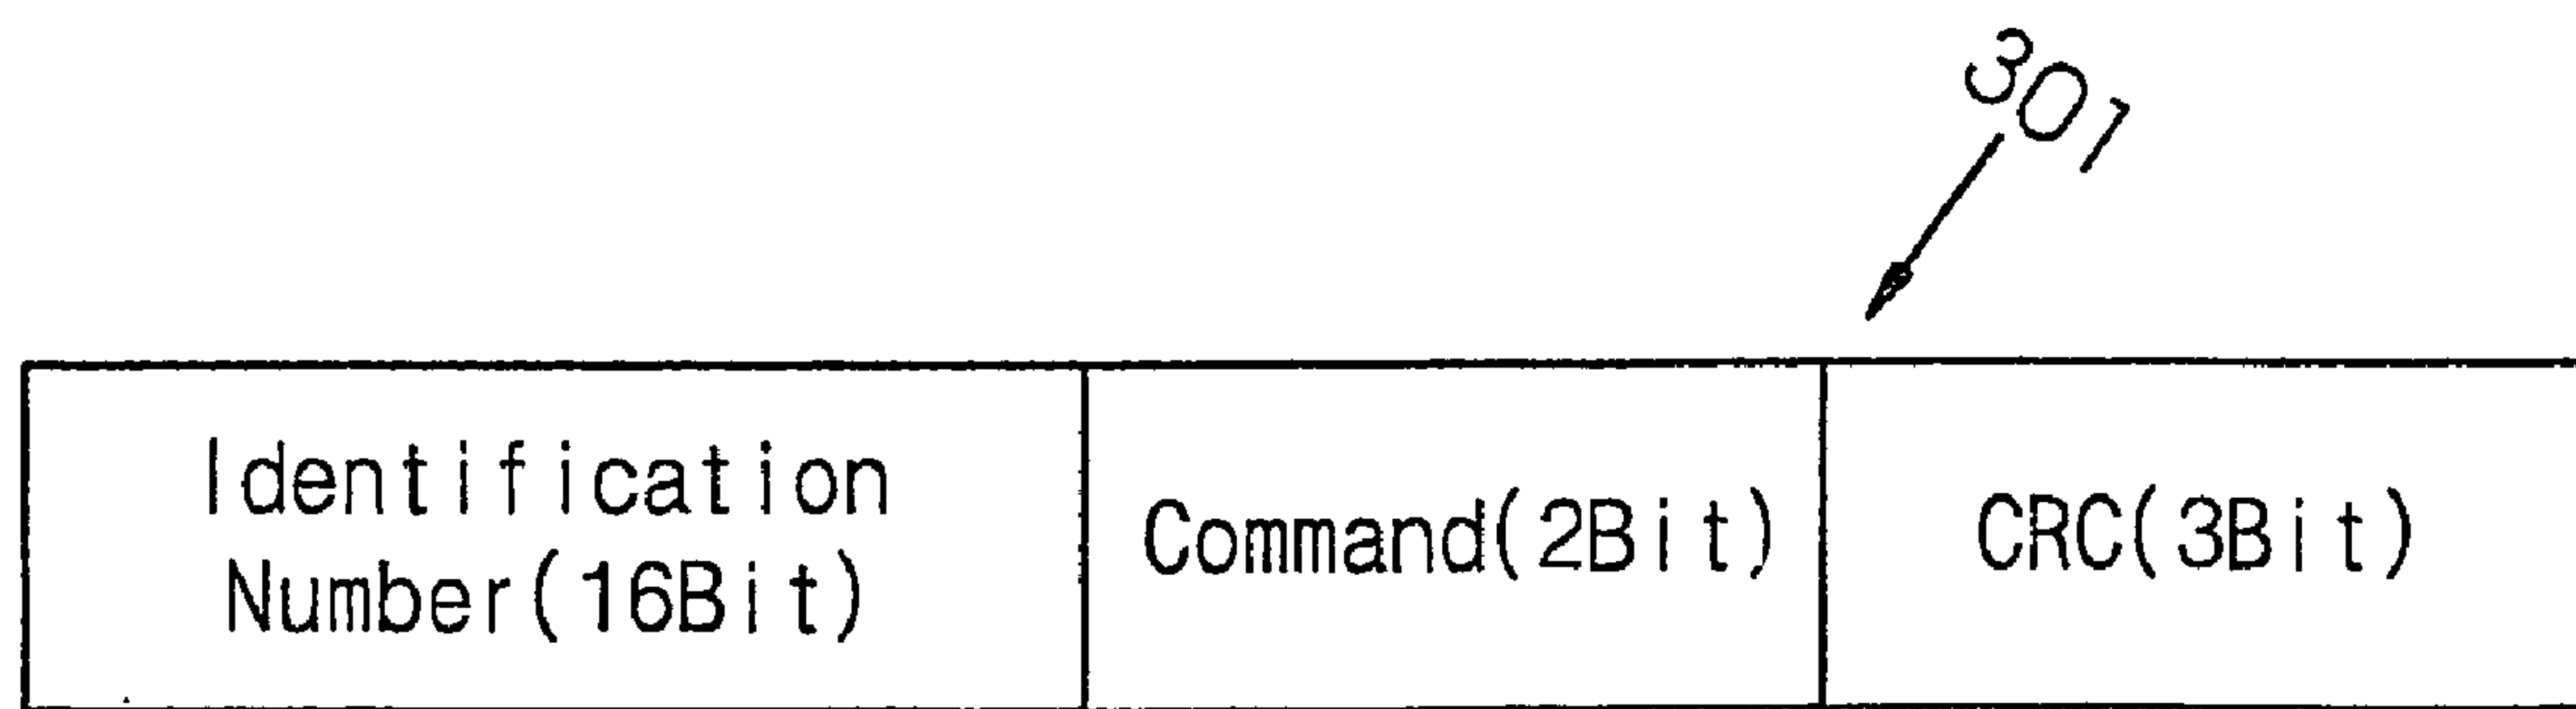 301
Identification
Number(16Bit)
Command(2Bit)
CRC(3Bit)